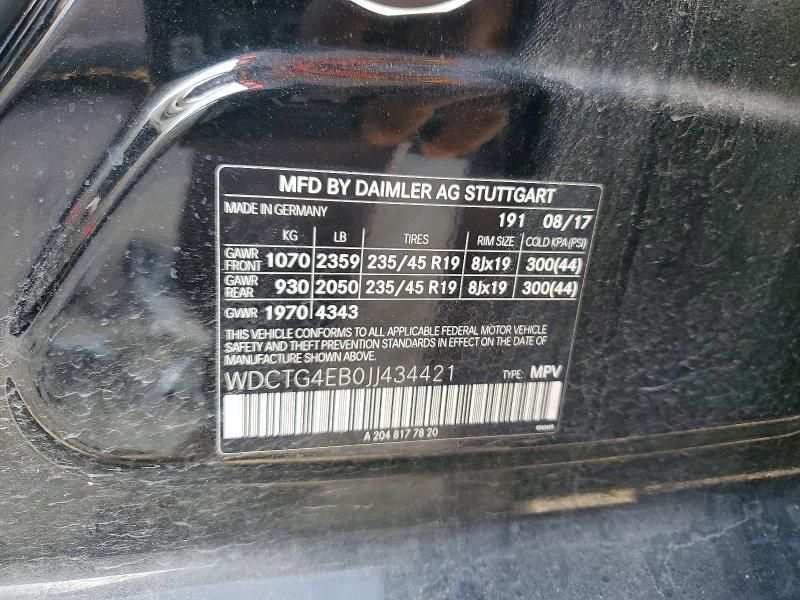 MFD BY DAIMLER AG STUTTGART
MADE IN GERMANY 191 08/17
KG LB TIRES RIM SIZE COLD KPA (PSI)
GAWR FRONT 1070 2359 235/45 R19 8Jx19 300(44)
GAWR REAR 930 2050 235/45 R19 8Jx19 300(44)
GVWR 1970 4343
THIS VEHICLE CONFORMS TO ALL APPLICABLE FEDERAL MOTOR VEHICLE
SAFETY AND THEFT PREVENTION STANDARDS IN EFFECT ON THE DATE OF
MANUFACTURE SHOWN ABOVE.
WDCTG4EB0JJ434421 TYPE: MPV
A 204 817 78 20